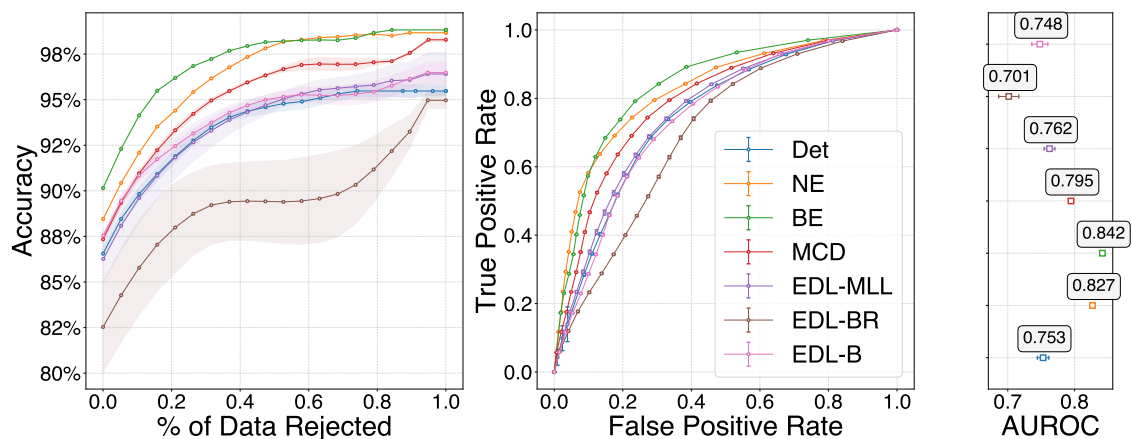 98%
95%
92%
90%
88%
85%
82%
80%
Accuracy
0.0
0.2
0.4
0.6
0.8
1.0
% of Data Rejected
1.0
0.8
0.6
0.4
0.2
0.0
True Positive Rate
Det
NE
BE
MCD
EDL-MLL
EDL-BR
EDL-B
0.0
0.2
0.4
0.6
0.8
1.0
False Positive Rate
0.748
0.701
0.762
0.795
0.842
0.827
0.753
0.7
0.8
AUROC